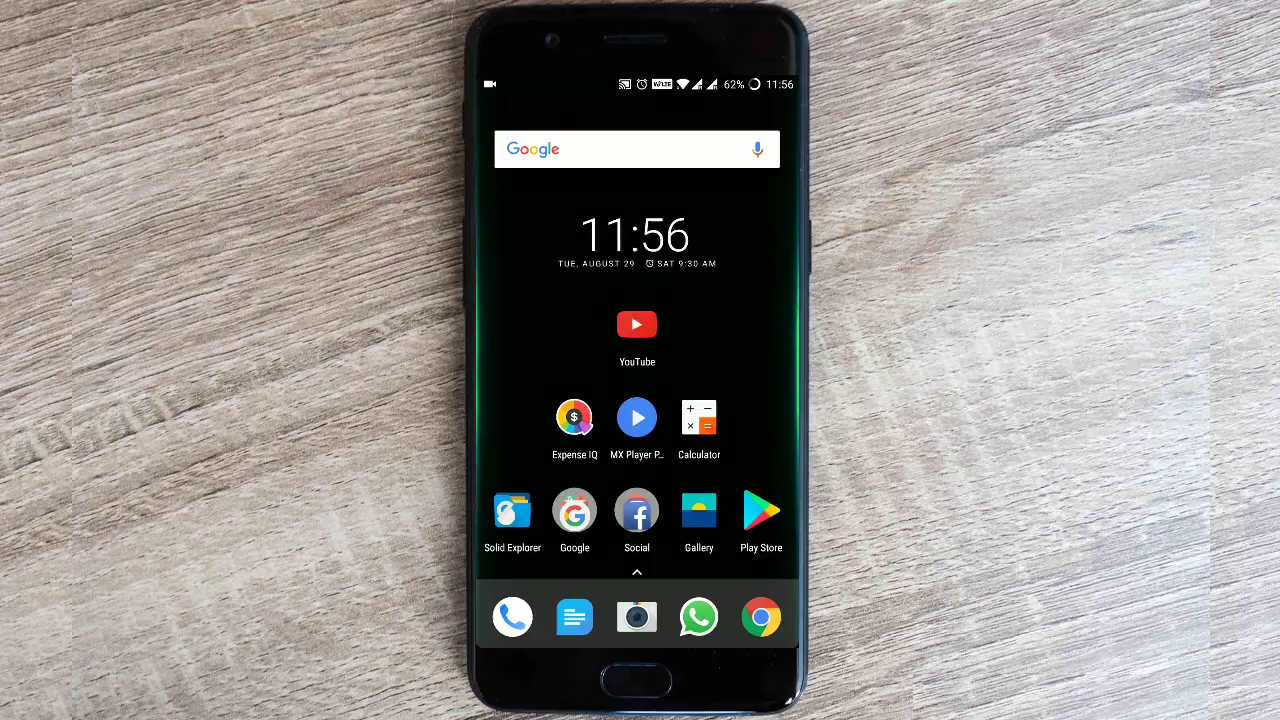 VoLTE 62% 11:56
Google
11:56
TUE, AUGUST 29 SAT 9:30 AM
YouTube
Expense IQ MX Player P... Calculator
Solid Explorer Google Social Gallery Play Store